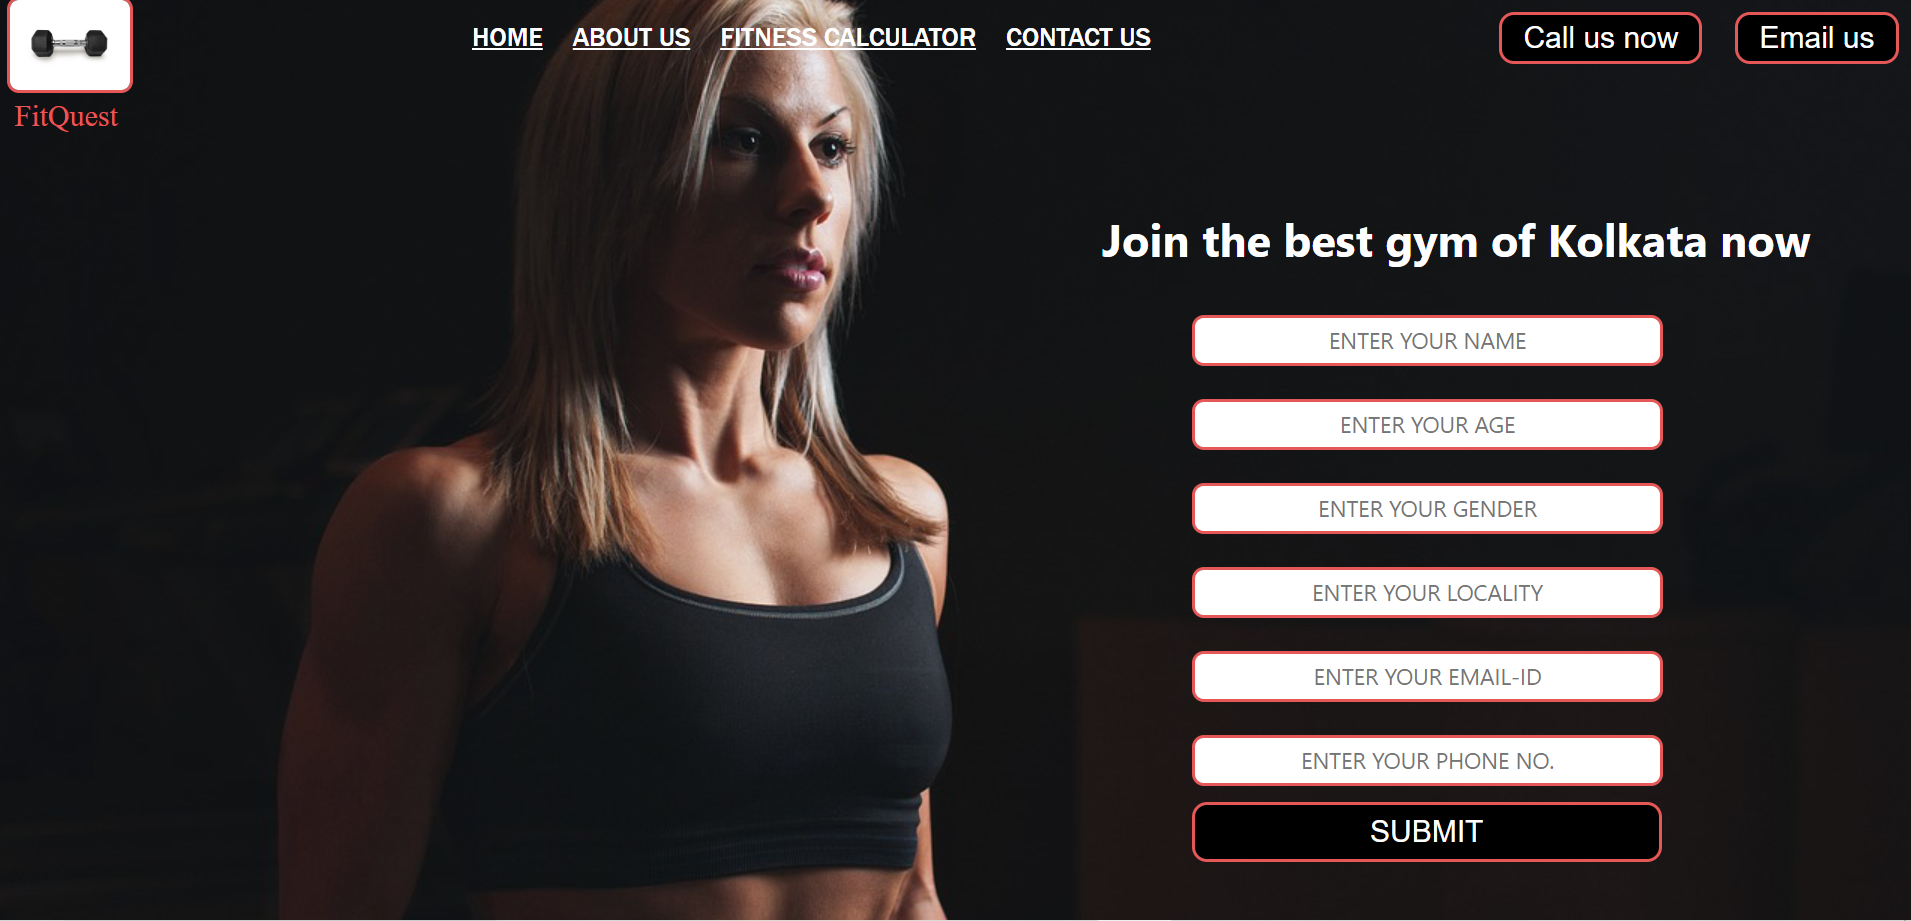 HOME ABOUT US FITNESS CALCULATOR CONTACT US
Call us now
Email us
FitQuest
Join the best gym of Kolkata now
ENTER YOUR NAME
ENTER YOUR AGE
ENTER YOUR GENDER
ENTER YOUR LOCALITY
ENTER YOUR EMAIL-ID
ENTER YOUR PHONE NO.
SUBMIT